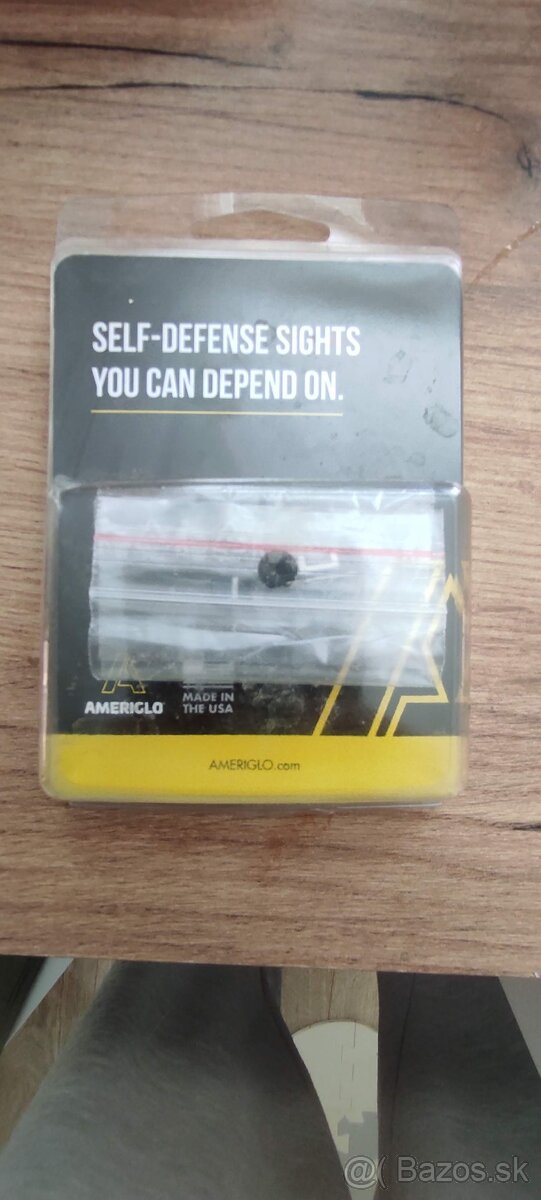 SELF-DEFENSE SIGHTS
YOU CAN DEPEND ON.
AMERIGLO
MADE IN
THE USA
AMERIGLO.com
@( Bazos.sk